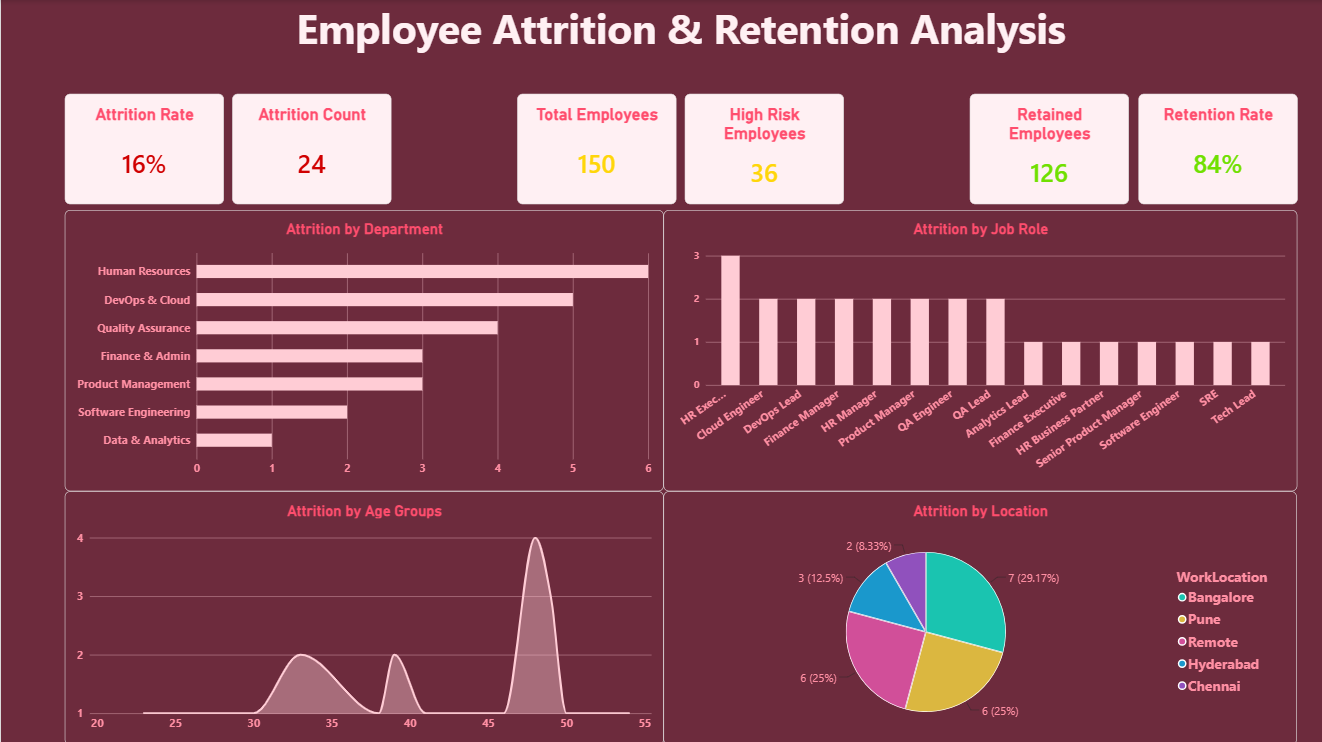 Employee Attrition & Retention Analysis
Attrition Rate
16%
Attrition Count
24
Total Employees
150
High Risk
Employees
36
Retained
Employees
126
Retention Rate
84%
Attrition by Department
Human Resources
DevOps & Cloud
Quality Assurance
Finance & Admin
Product Management
Software Engineering
Data & Analytics
0 1 2 3 4 5 6
Attrition by Job Role
3
2
1
0
HR Exec...
Cloud Engineer
DevOps Lead
Finance Manager
HR Manager
Product Manager
QA Engineer
QA Lead
Analytics Lead
Finance Executive
HR Business Partner
Senior Product Manager
Software Engineer
SRE
Tech Lead
Attrition by Age Groups
4
3
2
1
20 25 30 35 40 45 50 55
Attrition by Location
2 (8.33%)
3 (12.5%)
7 (29.17%)
6 (25%)
6 (25%)
WorkLocation
Bangalore
Pune
Remote
Hyderabad
Chennai